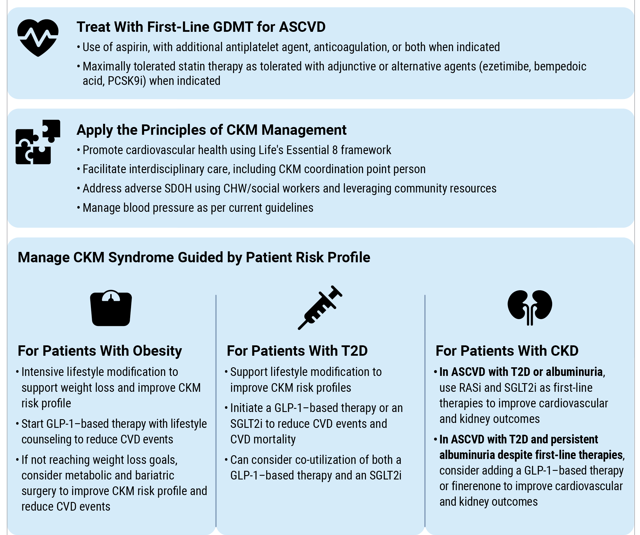 Treat With First-Line GDMT for ASCVD
• Use of aspirin, with additional antiplatelet agent, anticoagulation, or both when indicated
• Maximally tolerated statin therapy as tolerated with adjunctive or alternative agents (ezetimibe, bempedoic
acid, PCSK9i) when indicated
Apply the Principles of CKM Management
• Promote cardiovascular health using Life's Essential 8 framework
• Facilitate interdisciplinary care, including CKM coordination point person
• Address adverse SDOH using CHW/social workers and leveraging community resources
• Manage blood pressure as per current guidelines
Manage CKM Syndrome Guided by Patient Risk Profile
For Patients With Obesity
• Intensive lifestyle modification to
support weight loss and improve CKM
risk profile
• Start GLP-1–based therapy with lifestyle
counseling to reduce CVD events
• If not reaching weight loss goals,
consider metabolic and bariatric
surgery to improve CKM risk profile and
reduce CVD events
For Patients With T2D
• Support lifestyle modification to
improve CKM risk profiles
• Initiate a GLP-1–based therapy or an
SGLT2i to reduce CVD events and
CVD mortality
• Can consider co-utilization of both a
GLP-1–based therapy and an SGLT2i
For Patients With CKD
• In ASCVD with T2D or albuminuria,
use RASi and SGLT2i as first-line
therapies to improve cardiovascular
and kidney outcomes
• In ASCVD with T2D and persistent
albuminuria despite first-line therapies,
consider adding a GLP-1–based therapy
or finerenone to improve cardiovascular
and kidney outcomes